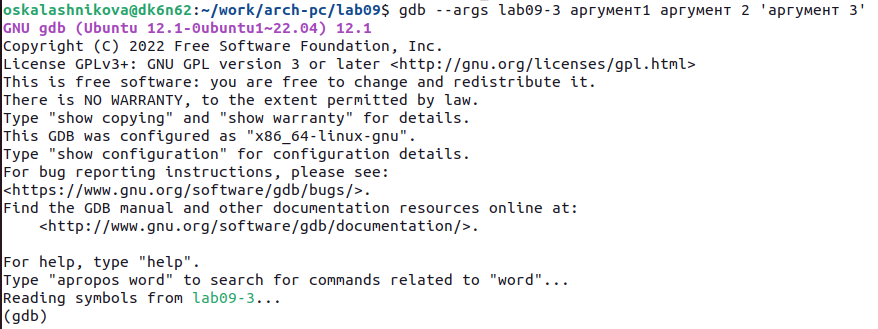 oskalashnikova@dk6n62:~/work/arch-pc/lab09$ gdb --args lab09-3 аргумент1 аргумент 2 'аргумент 3'
GNU gdb (Ubuntu 12.1-0ubuntu1~22.04) 12.1
Copyright (C) 2022 Free Software Foundation, Inc.
License GPLv3+: GNU GPL version 3 or later <http://gnu.org/licenses/gpl.html>
This is free software: you are free to change and redistribute it.
There is NO WARRANTY, to the extent permitted by law.
Type "show copying" and "show warranty" for details.
This GDB was configured as "x86_64-linux-gnu".
Type "show configuration" for configuration details.
For bug reporting instructions, please see:
<https://www.gnu.org/software/gdb/bugs/>.
Find the GDB manual and other documentation resources online at:
    <http://www.gnu.org/software/gdb/documentation/>.

For help, type "help".
Type "apropos word" to search for commands related to "word"...
Reading symbols from lab09-3...
(gdb)